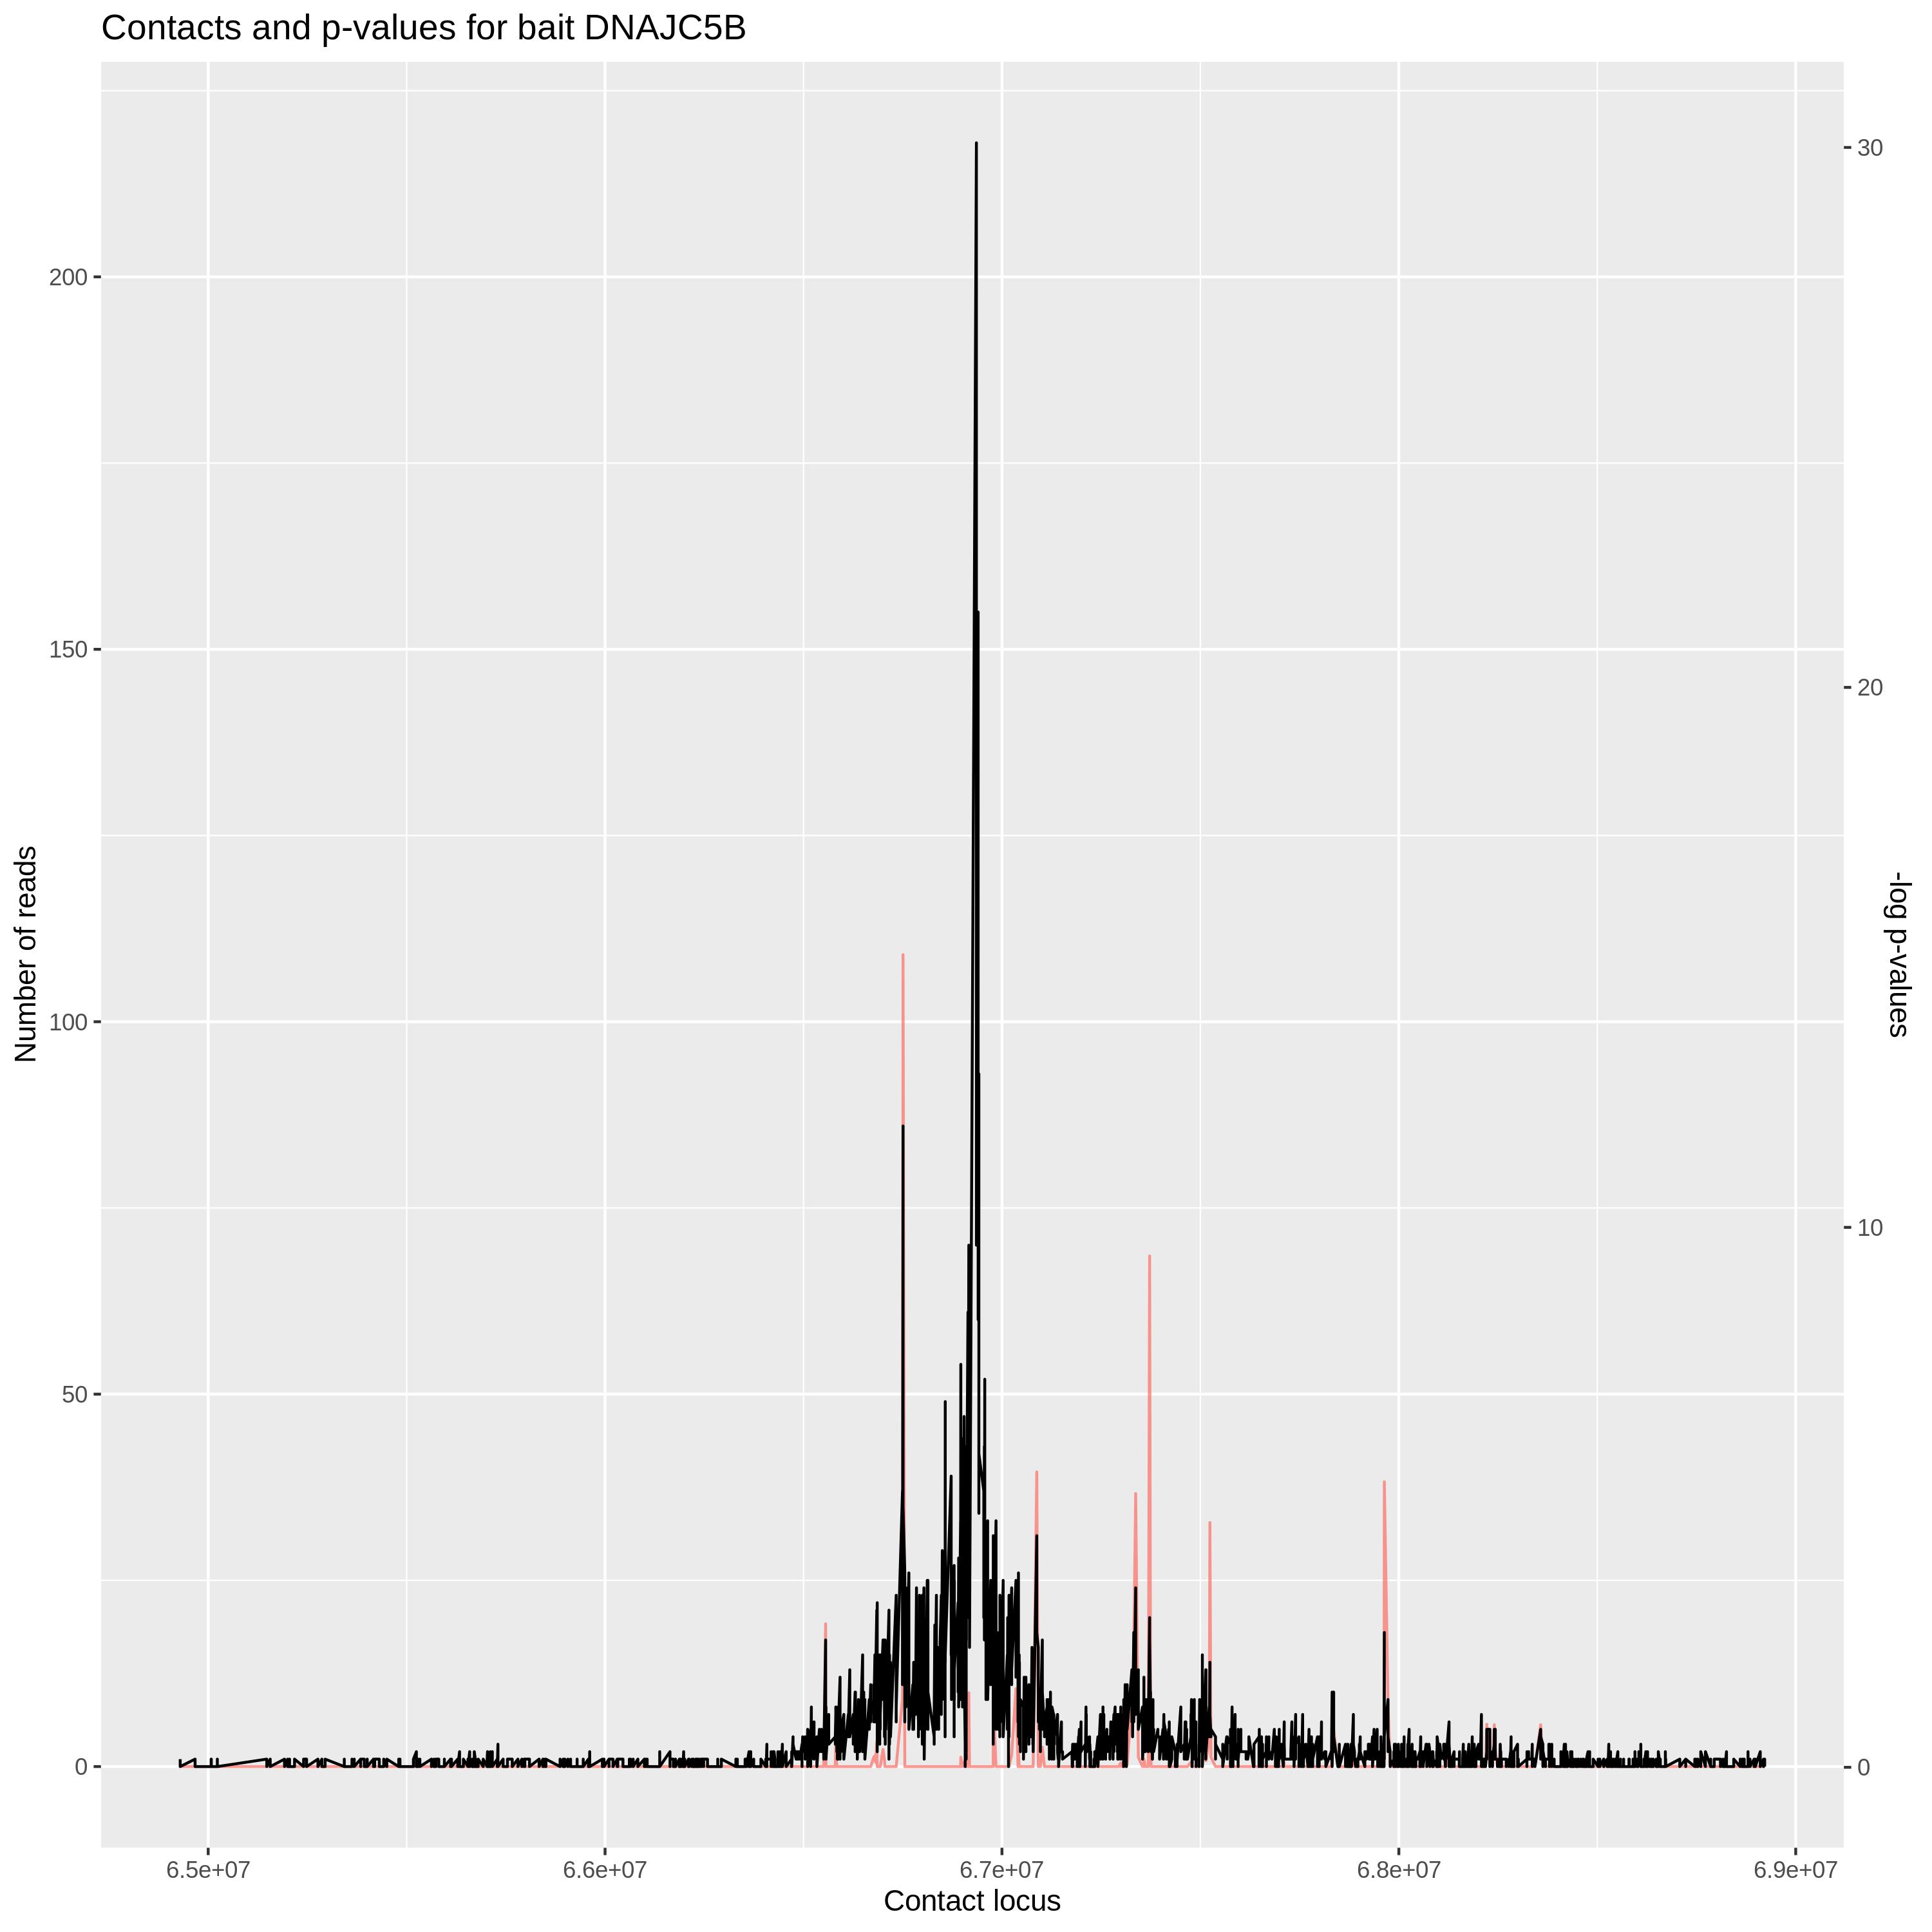 Contacts and p-values for bait DNAJC5B
Number of reads
200
150
100
50
0
30
20
10
0
-log p-values
6.5e+07
6.6e+07
6.7e+07
6.8e+07
6.9e+07
Contact locus